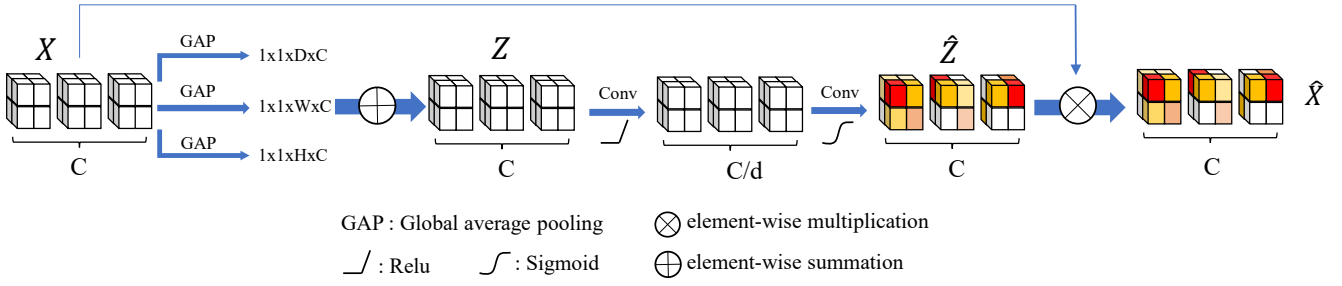 X
GAP
1x1xDxC
GAP
1x1xWxC
GAP
1x1xHxC
C
Z
C
Conv
C/d
Conv
Ẑ
C
X̂
C
GAP : Global average pooling
element-wise multiplication
: Relu
: Sigmoid
element-wise summation